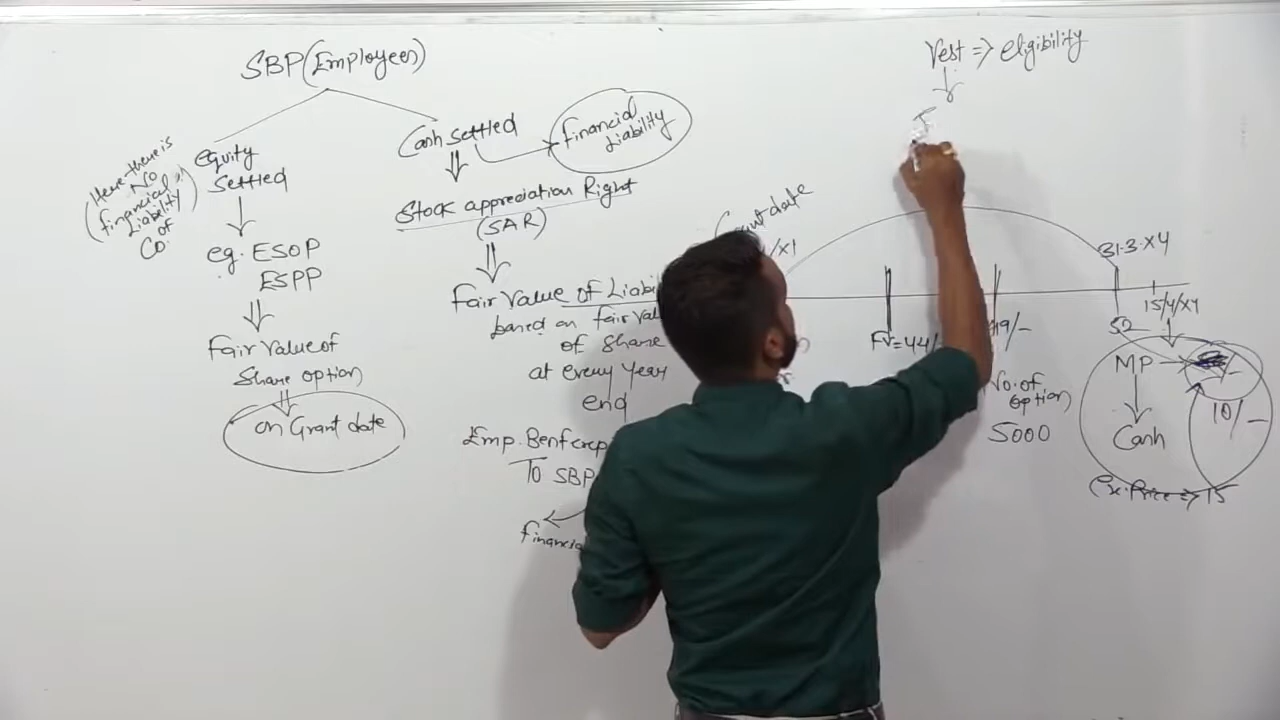 SBP (Employees)
Here there is
NO
financial
Liability
of
Co.
equity
Settled
eg. ESOP
ESPP
Fair Value of
Share option
on Grant date
Cash Settled
financial
Liability
Stock appreciation Right
(SAR)
Fair Value of Liabi
based on fair Val
of Share
at every Year
end
Emp. Benf exp
To SBP
financia
Vest => eligibility
Grant date
/X1
31.3.X4
15/4/X4
52
FV=44/
49/-
No. of
option
5000
MP
Cash
10/-
Ex. Price => 15